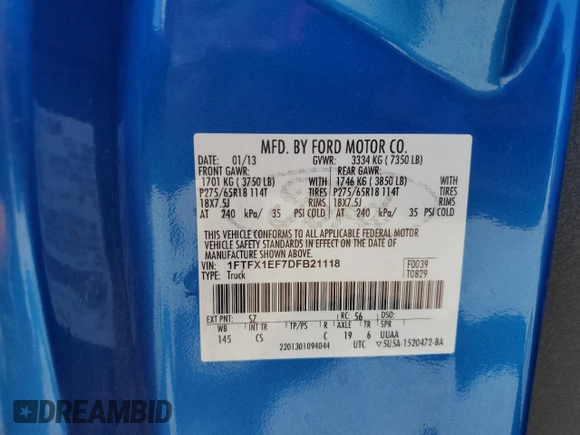 MFD. BY FORD MOTOR CO.
DATE: 01/13 GVWR: 3334 KG ( 7350 LB)
FRONT GAWR: REAR GAWR:
1701 KG ( 3750 LB) WITH 1746 KG ( 3850 LB) WITH
P275/65R18 114T TIRES P275/65R18 114T TIRES
18X7.5J RIMS 18X7.5J RIMS
AT 240 kPa/ 35 PSI COLD AT 240 kPa/ 35 PSI COLD
THIS VEHICLE CONFORMS TO ALL APPLICABLE FEDERAL MOTOR
VEHICLE SAFETY STANDARDS IN EFFECT ON THE DATE OF
MANUFACTURE SHOWN ABOVE.
VIN: 1FTFX1EF7DFB21118 F0039
TYPE: Truck T0829
EXT PNT: SZ RC: 56 DSO:
WB INT TR TP/PS R AXLE TR SPR
145 CS C 19 6 UUAA
2201301094044 UTC 5USA-1520472-BA
DREAMBID